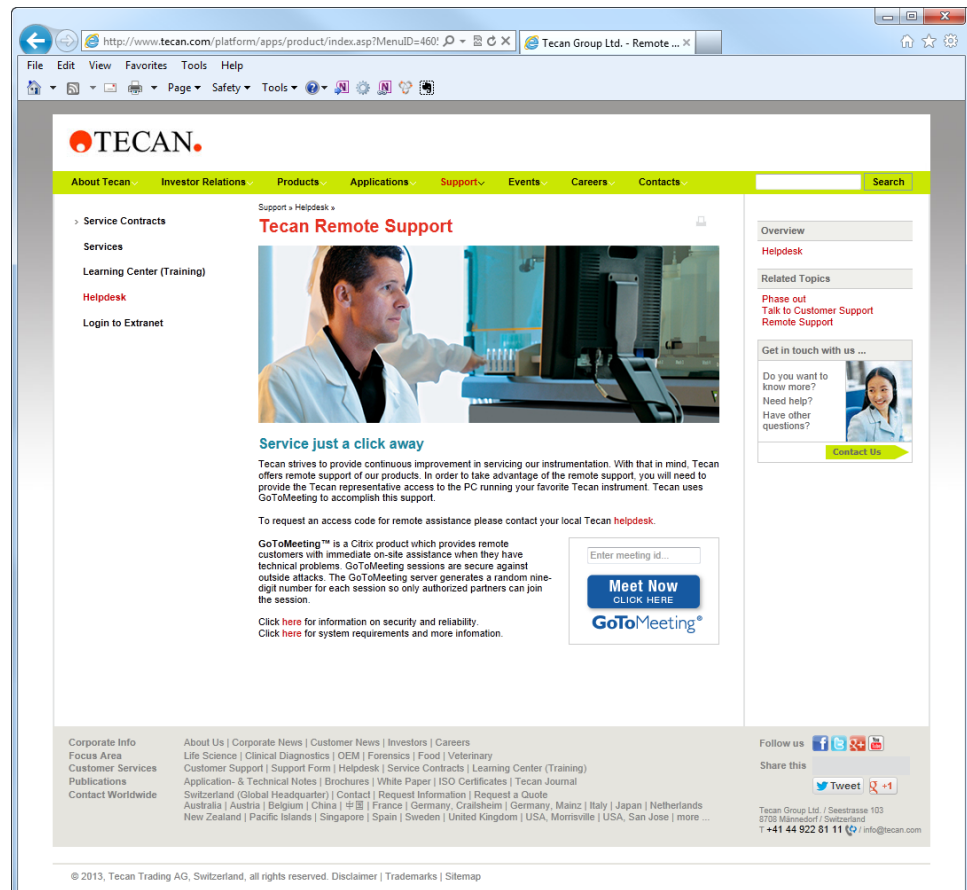 http://www.tecan.com/platform/apps/product/index.asp?MenuID=460
Tecan Group Ltd. - Remote ...
File Edit View Favorites Tools Help
Page Safety Tools
TECAN.
About Tecan Investor Relations Products Applications Support Events Careers Contacts Search
Service Contracts
Services
Learning Center (Training)
Helpdesk
Login to Extranet
Support » Helpdesk »
Tecan Remote Support
Service just a click away
Tecan strives to provide continuous improvement in servicing our instrumentation. With that in mind, Tecan
offers remote support of our products. In order to take advantage of the remote support, you will need to
provide the Tecan representative access to the PC running your favorite Tecan instrument. Tecan uses
GoToMeeting to accomplish this support.
To request an access code for remote assistance please contact your local Tecan helpdesk.
GoToMeeting™ is a Citrix product which provides remote
customers with immediate on-site assistance when they have
technical problems. GoToMeeting sessions are secure against
outside attacks. The GoToMeeting server generates a random nine-
digit number for each session so only authorized partners can join
the session.
Click here for information on security and reliability.
Click here for system requirements and more infomation.
Enter meeting id...
Meet Now
CLICK HERE
GoToMeeting®
Overview
Helpdesk
Related Topics
Phase out
Talk to Customer Support
Remote Support
Get in touch with us ...
Do you want to
know more?
Need help?
Have other
questions?
Contact Us
Corporate Info About Us | Corporate News | Customer News | Investors | Careers
Focus Area Life Science | Clinical Diagnostics | OEM | Forensics | Food | Veterinary
Customer Services Customer Support | Support Form | Helpdesk | Service Contracts | Learning Center (Training)
Publications Application- & Technical Notes | Brochures | White Paper | ISO Certificates | Tecan Journal
Contact Worldwide Switzerland (Global Headquarter) | Contact | Request Information | Request a Quote
Australia | Austria | Belgium | China | 中国 | France | Germany, Crailsheim | Germany, Mainz | Italy | Japan | Netherlands
New Zealand | Pacific Islands | Singapore | Spain | Sweden | United Kingdom | USA, Morrisville | USA, San Jose | more ...
Follow us
Share this
Tweet +1
Tecan Group Ltd. / Seestrasse 103
8708 Männedorf / Switzerland
T +41 44 922 81 11 / info@tecan.com
© 2013, Tecan Trading AG, Switzerland, all rights reserved. Disclaimer | Trademarks | Sitemap